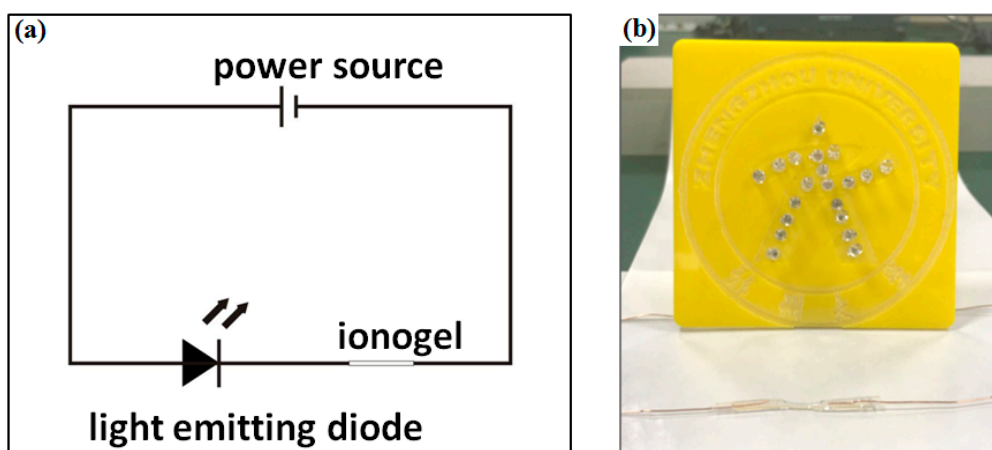 (a)
power source
ionogel
light emitting diode
(b)
ZHENGZHOU UNIVERSITY